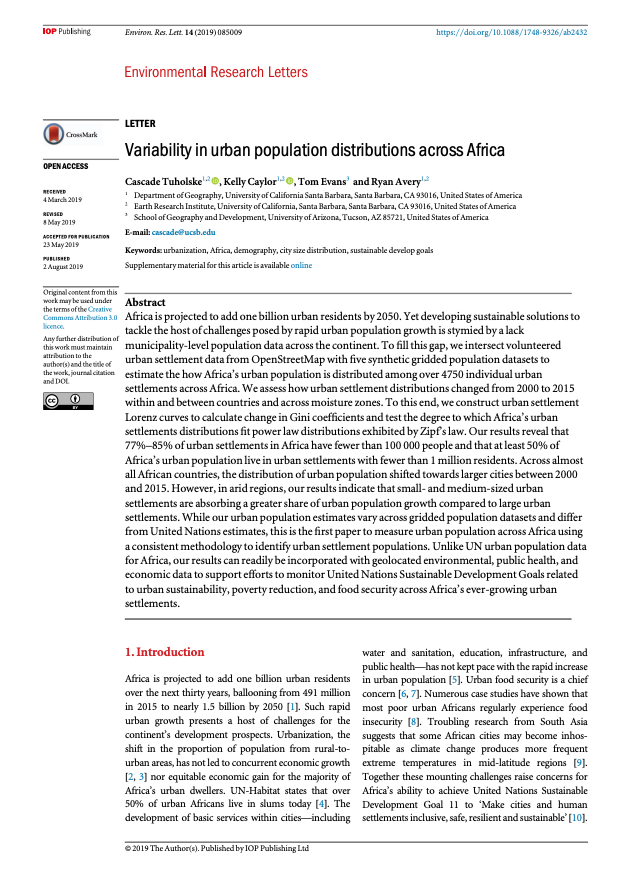 IOP Publishing
Environ. Res. Lett. 14 (2019) 085009
https://doi.org/10.1088/1748-9326/ab2432
Environmental Research Letters
CrossMark
OPEN ACCESS
RECEIVED
4 March 2019
REVISED
8 May 2019
ACCEPTED FOR PUBLICATION
23 May 2019
PUBLISHED
2 August 2019
Original content from this
work may be used under
the terms of the Creative
Commons Attribution 3.0
licence.
Any further distribution of
this work must maintain
attribution to the
author(s) and the title of
the work, journal citation
and DOI.
cc
BY
LETTER
Variability in urban population distributions across Africa
Cascade Tuholske1,2, Kelly Caylor1,2, Tom Evans3 and Ryan Avery1,2
1 Department of Geography, University of California Santa Barbara, Santa Barbara, CA 93016, United States of America
2 Earth Research Institute, University of California, Santa Barbara, Santa Barbara, CA 93016, United States of America
3 School of Geography and Development, University of Arizona, Tucson, AZ 85721, United States of America
E-mail: cascade@ucsb.edu
Keywords: urbanization, Africa, demography, city size distribution, sustainable develop goals
Supplementary material for this article is available online
Abstract
Africa is projected to add one billion urban residents by 2050. Yet developing sustainable solutions to
tackle the host of challenges posed by rapid urban population growth is stymied by a lack
municipality-level population data across the continent. To fill this gap, we intersect volunteered
urban settlement data from OpenStreetMap with five synthetic gridded population datasets to
estimate the how Africa's urban population is distributed among over 4750 individual urban
settlements across Africa. We assess how urban settlement distributions changed from 2000 to 2015
within and between countries and across moisture zones. To this end, we construct urban settlement
Lorenz curves to calculate change in Gini coefficients and test the degree to which Africa's urban
settlements distributions fit power law distributions exhibited by Zipf's law. Our results reveal that
77%–85% of urban settlements in Africa have fewer than 100 000 people and that at least 50% of
Africa's urban population live in urban settlements with fewer than 1 million residents. Across almost
all African countries, the distribution of urban population shifted towards larger cities between 2000
and 2015. However, in arid regions, our results indicate that small- and medium-sized urban
settlements are absorbing a greater share of urban population growth compared to large urban
settlements. While our urban population estimates vary across gridded population datasets and differ
from United Nations estimates, this is the first paper to measure urban population across Africa using
a consistent methodology to identify urban settlement populations. Unlike UN urban population data
for Africa, our results can readily be incorporated with geolocated environmental, public health, and
economic data to support efforts to monitor United Nations Sustainable Development Goals related
to urban sustainability, poverty reduction, and food security across Africa's ever-growing urban
settlements.
1. Introduction
Africa is projected to add one billion urban residents
over the next thirty years, ballooning from 491 million
in 2015 to nearly 1.5 billion by 2050 [1]. Such rapid
urban growth presents a host of challenges for the
continent's development prospects. Urbanization, the
shift in the proportion of population from rural-to-
urban areas, has not led to concurrent economic growth
[2, 3] nor equitable economic gain for the majority of
Africa's urban dwellers. UN-Habitat states that over
50% of urban Africans live in slums today [4]. The
development of basic services within cities—including
water and sanitation, education, infrastructure, and
public health—has not kept pace with the rapid increase
in urban population [5]. Urban food security is a chief
concern [6, 7]. Numerous case studies have shown that
most poor urban Africans regularly experience food
insecurity [8]. Troubling research from South Asia
suggests that some African cities may become inhos-
pitable as climate change produces more frequent
extreme temperatures in mid-latitude regions [9].
Together these mounting challenges raise concerns for
Africa's ability to achieve United Nations Sustainable
Development Goal 11 to 'Make cities and human
settlements inclusive, safe, resilient and sustainable' [10].
© 2019 The Author(s). Published by IOP Publishing Ltd